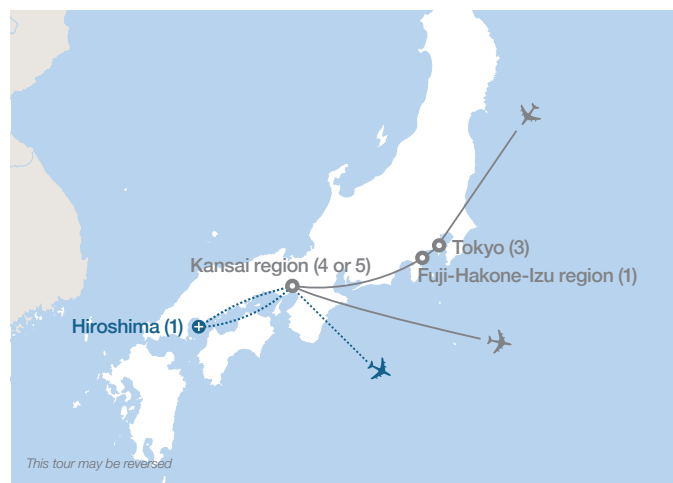 Tokyo (3)
Kansai region (4 or 5)
Fuji-Hakone-Izu region (1)
Hiroshima (1)
This tour may be reversed